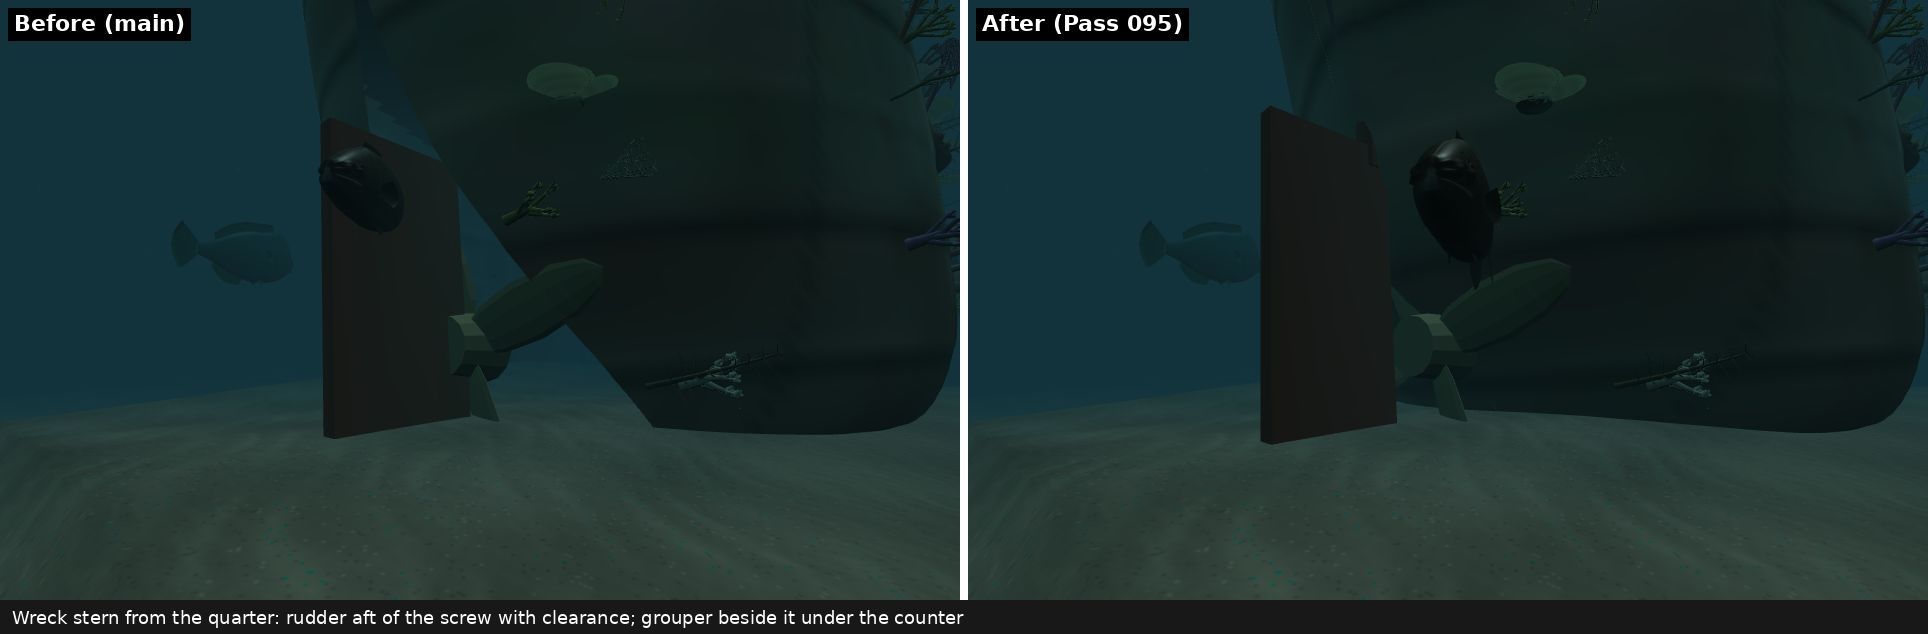 Before (main)
After (Pass 095)
Wreck stern from the quarter: rudder aft of the screw with clearance; grouper beside it under the counter